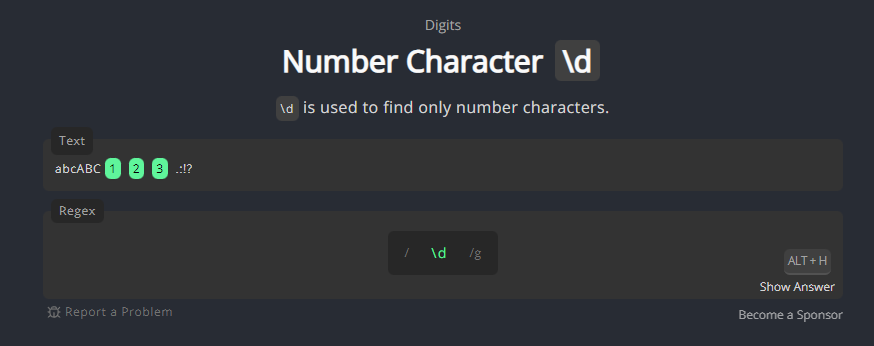 Digits
Number Character \d
\d is used to find only number characters.
Text
abcABC 1 2 3 .:!?
Regex
/ \d /g
ALT + H
Show Answer
Report a Problem
Become a Sponsor